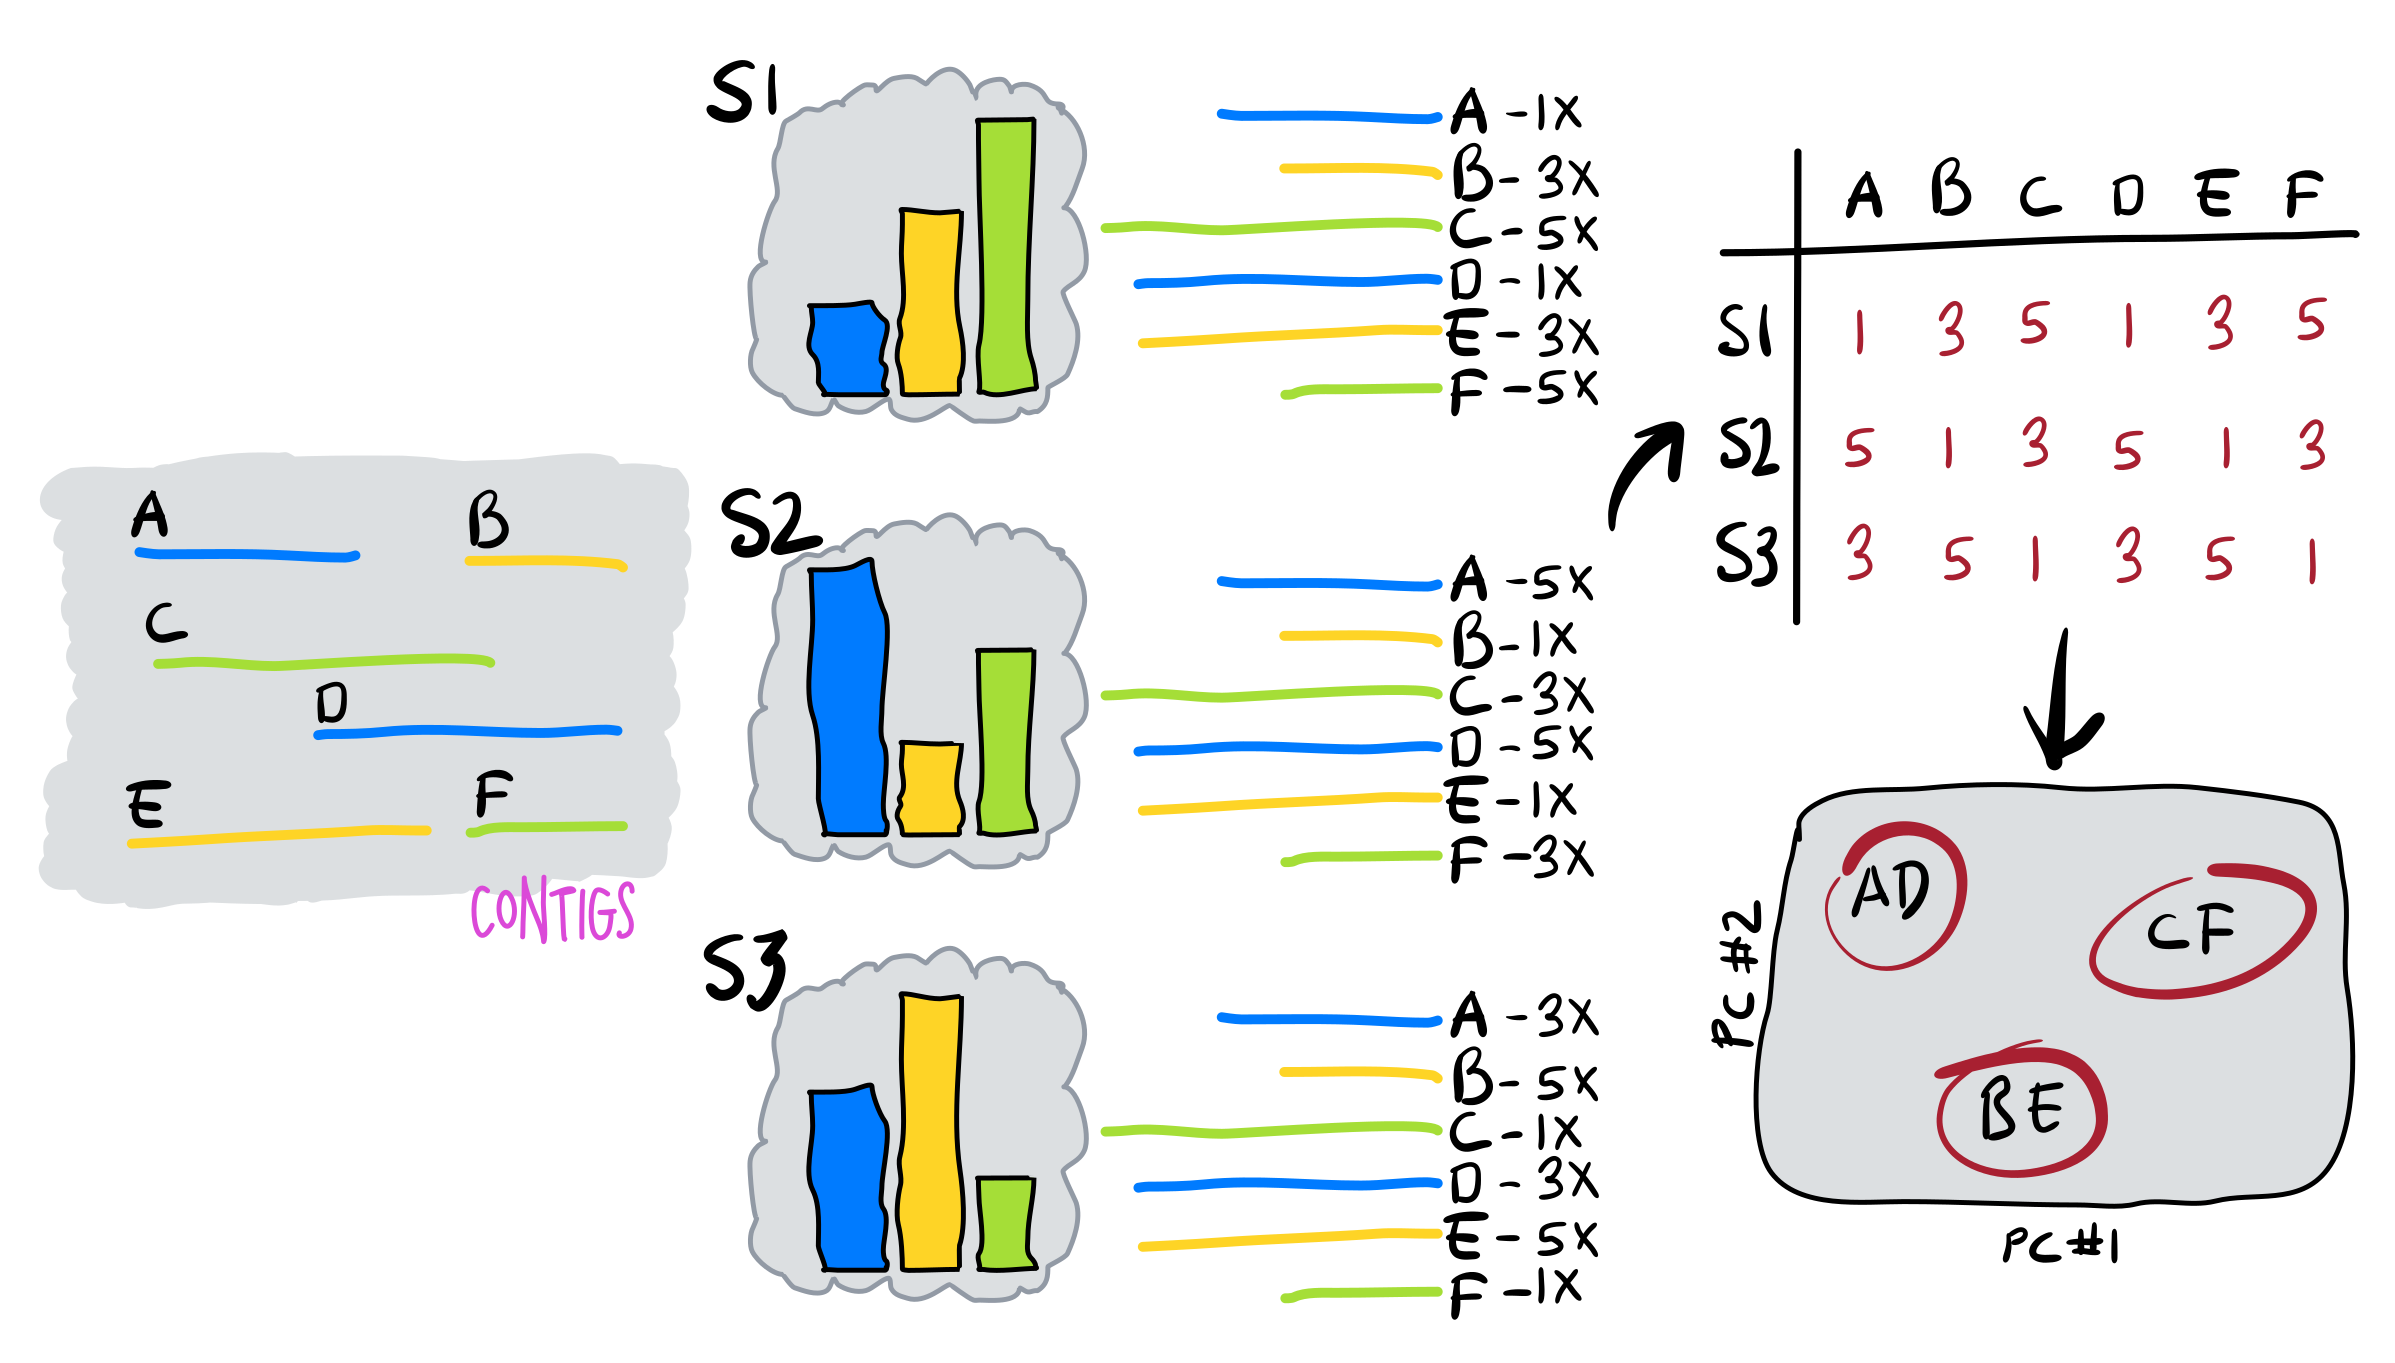 A B
C
D
E F
CONTIGS
S1
A - 1X
B - 3X
C - 5X
D - 1X
E - 3X
F - 5X
S2
A - 5X
B - 1X
C - 3X
D - 5X
E - 1X
F - 3X
S3
A - 3X
B - 5X
C - 1X
D - 3X
E - 5X
F - 1X
A B C D E F
S1 1 3 5 1 3 5
S2 5 1 3 5 1 3
S3 3 5 1 3 5 1
AD
CF
BE
PC #2
PC #1